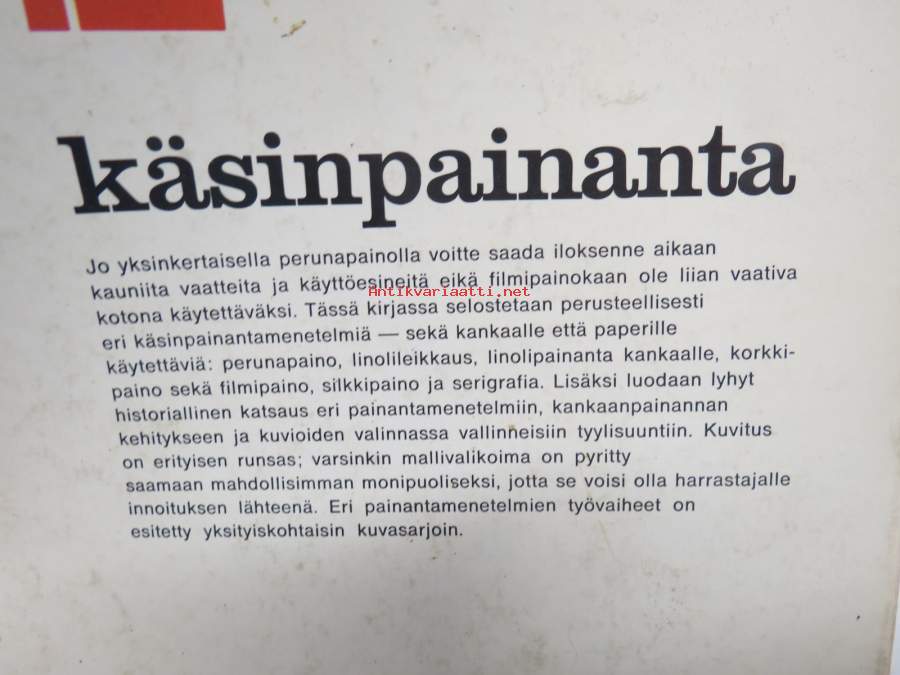 käsinpainanta
Jo yksinkertaisella perunapainolla voitte saada iloksenne aikaan
kauniita vaatteita ja käyttöesineitä eikä filmipainokaan ole liian vaativa
Antikvariaatti.net
kotona käytettäväksi. Tässä kirjassa selostetaan perusteellisesti
eri käsinpainantamenetelmiä — sekä kankaalle että paperille
käytettäviä: perunapaino, linolileikkaus, linolipainanta kankaalle, korkki-
paino sekä filmipaino, silkkipaino ja serigrafia. Lisäksi luodaan lyhyt
historiallinen katsaus eri painantamenetelmiin, kankaanpainannan
kehitykseen ja kuvioiden valinnassa vallinneisiin tyylisuuntiin. Kuvitus
on erityisen runsas; varsinkin mallivalikoima on pyritty
saamaan mahdollisimman monipuoliseksi, jotta se voisi olla harrastajalle
innoituksen lähteenä. Eri painantamenetelmien työvaiheet on
esitetty yksityiskohtaisin kuvasarjoin.